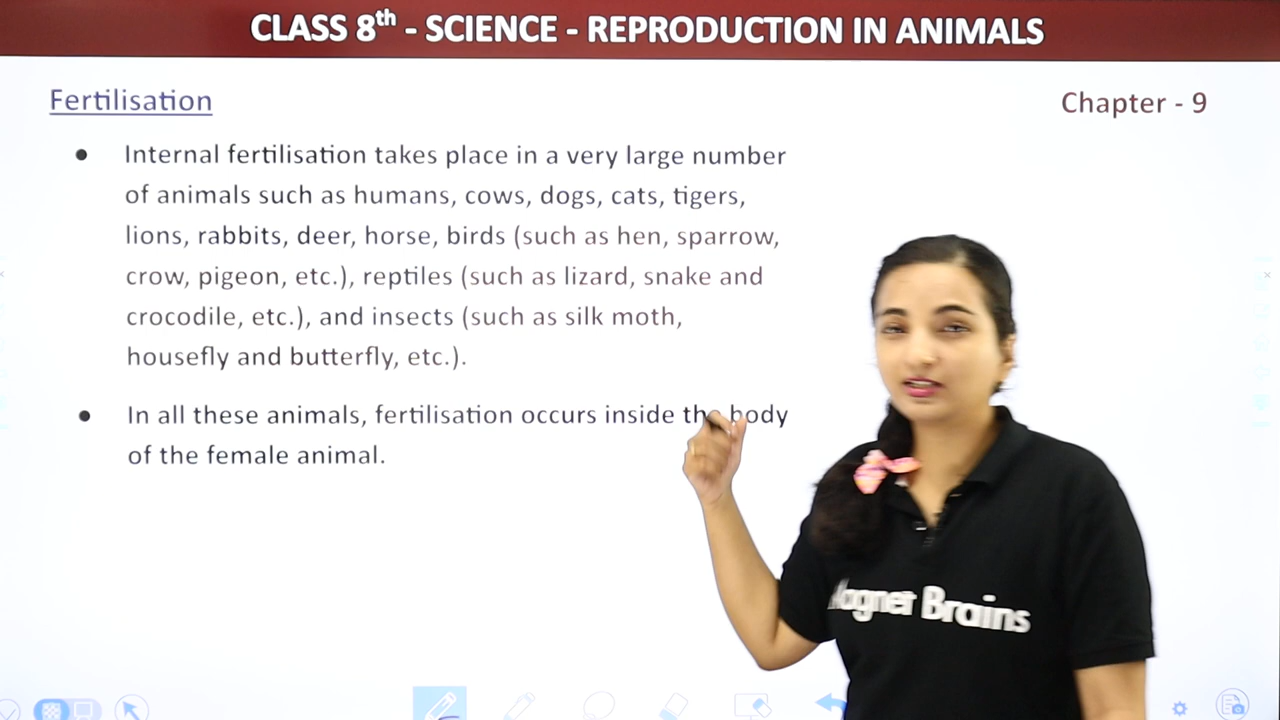 CLASS 8th - SCIENCE - REPRODUCTION IN ANIMALS
Fertilisation
Chapter - 9
● Internal fertilisation takes place in a very large number
of animals such as humans, cows, dogs, cats, tigers,
lions, rabbits, deer, horse, birds (such as hen, sparrow,
crow, pigeon, etc.), reptiles (such as lizard, snake and
crocodile, etc.), and insects (such as silk moth,
housefly and butterfly, etc.).
● In all these animals, fertilisation occurs inside the body
of the female animal.
Magnet Brains